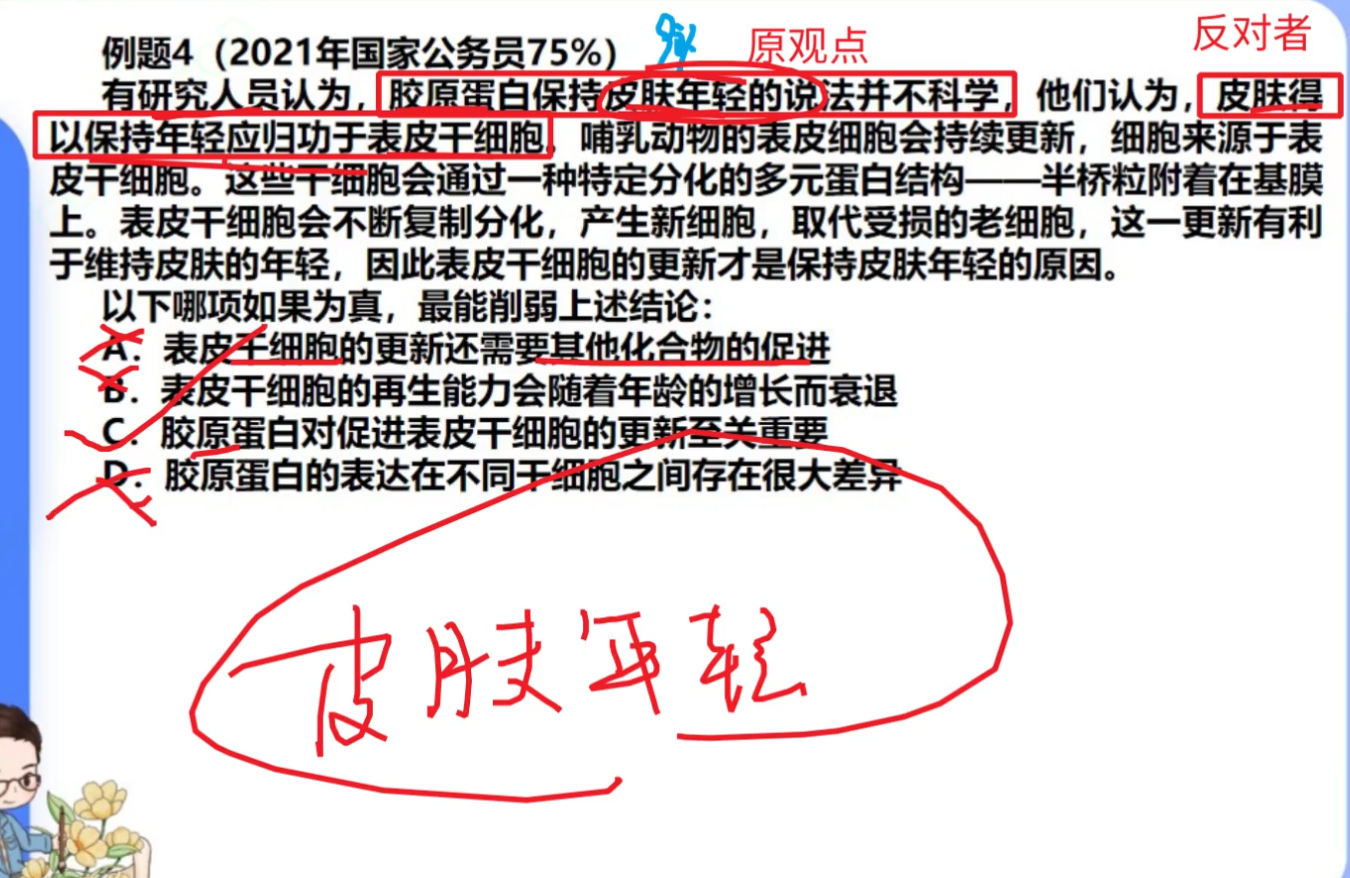 例题4（2021年国家公务员75%）
原观点
反对者
有研究人员认为，胶原蛋白保持皮肤年轻的说法并不科学，他们认为，皮肤得
以保持年轻应归功于表皮干细胞。哺乳动物的表皮细胞会持续更新，细胞来源于表
皮干细胞。这些干细胞会通过一种特定分化的多元蛋白结构——半桥粒附着在基膜
上。表皮干细胞会不断复制分化，产生新细胞，取代受损的老细胞，这一更新有利
于维持皮肤的年轻，因此表皮干细胞的更新才是保持皮肤年轻的原因。
以下哪项如果为真，最能削弱上述结论：
A．表皮干细胞的更新还需要其他化合物的促进
B．表皮干细胞的再生能力会随着年龄的增长而衰退
C．胶原蛋白对促进表皮干细胞的更新至关重要
D．胶原蛋白的表达在不同干细胞之间存在很大差异
皮肤年轻